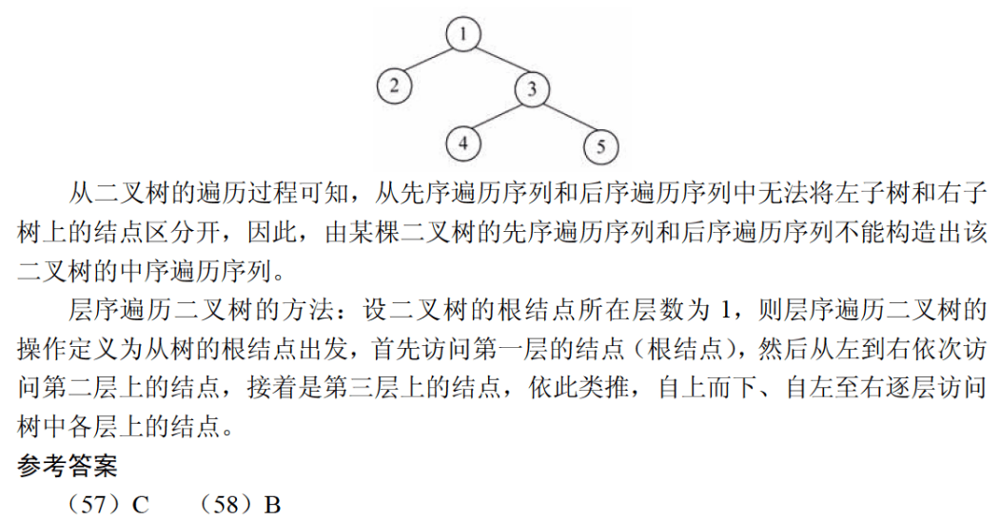 1
2
3
4
5
从二叉树的遍历过程可知，从先序遍历序列和后序遍历序列中无法将左子树和右子
树上的结点区分开，因此，由某棵二叉树的先序遍历序列和后序遍历序列不能构造出该
二叉树的中序遍历序列。
层序遍历二叉树的方法：设二叉树的根结点所在层数为 1，则层序遍历二叉树的
操作定义为从树的根结点出发，首先访问第一层的结点（根结点），然后从左到右依次访
问第二层上的结点，接着是第三层上的结点，依此类推，自上而下、自左至右逐层访问
树中各层上的结点。
参考答案
（57）C （58）B